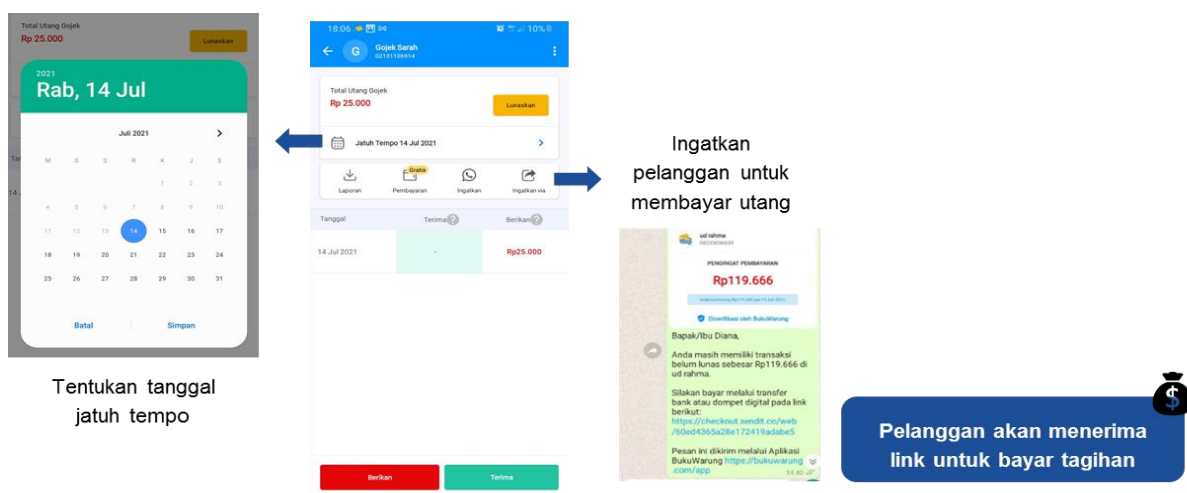 Total Utang Gojek
Rp 25.000
Lunaskan
2021
Rab, 14 Jul
Juli 2021
M S S R K J S
1 2 3
4 5 6 7 8 9 10
11 12 13 14 15 16 17
18 19 20 21 22 23 24
25 26 27 28 29 30 31
Batal Simpan
Tentukan tanggal
jatuh tempo
18:06 10%
G Gojek Sarah
02131106914
Total Utang Gojek
Rp 25.000
Lunaskan
Jatuh Tempo 14 Jul 2021
Gratis
Laporan Pembayaran Ingatkan Ingatkan via
Tanggal Terima? Berikan?
14 Jul 2021 - Rp25.000
Berikan Terima
Ingatkan
pelanggan untuk
membayar utang
ud rahma
PENGINGAT PEMBAYARAN
Rp119.666
Diverifikasi oleh BukuWarung
Bapak/Ibu Diana,
Anda masih memiliki transaksi
belum lunas sebesar Rp119.666 di
ud rahma.
Silakan bayar melalui transfer
bank atau dompet digital pada link
berikut:
https://checkout.xendit.co/web
/60ed4365a28e172419adabe5
Pesan ini dikirim melalui Aplikasi
BukuWarung https://bukuwarung
.com/app
14.40
$
Pelanggan akan menerima
link untuk bayar tagihan